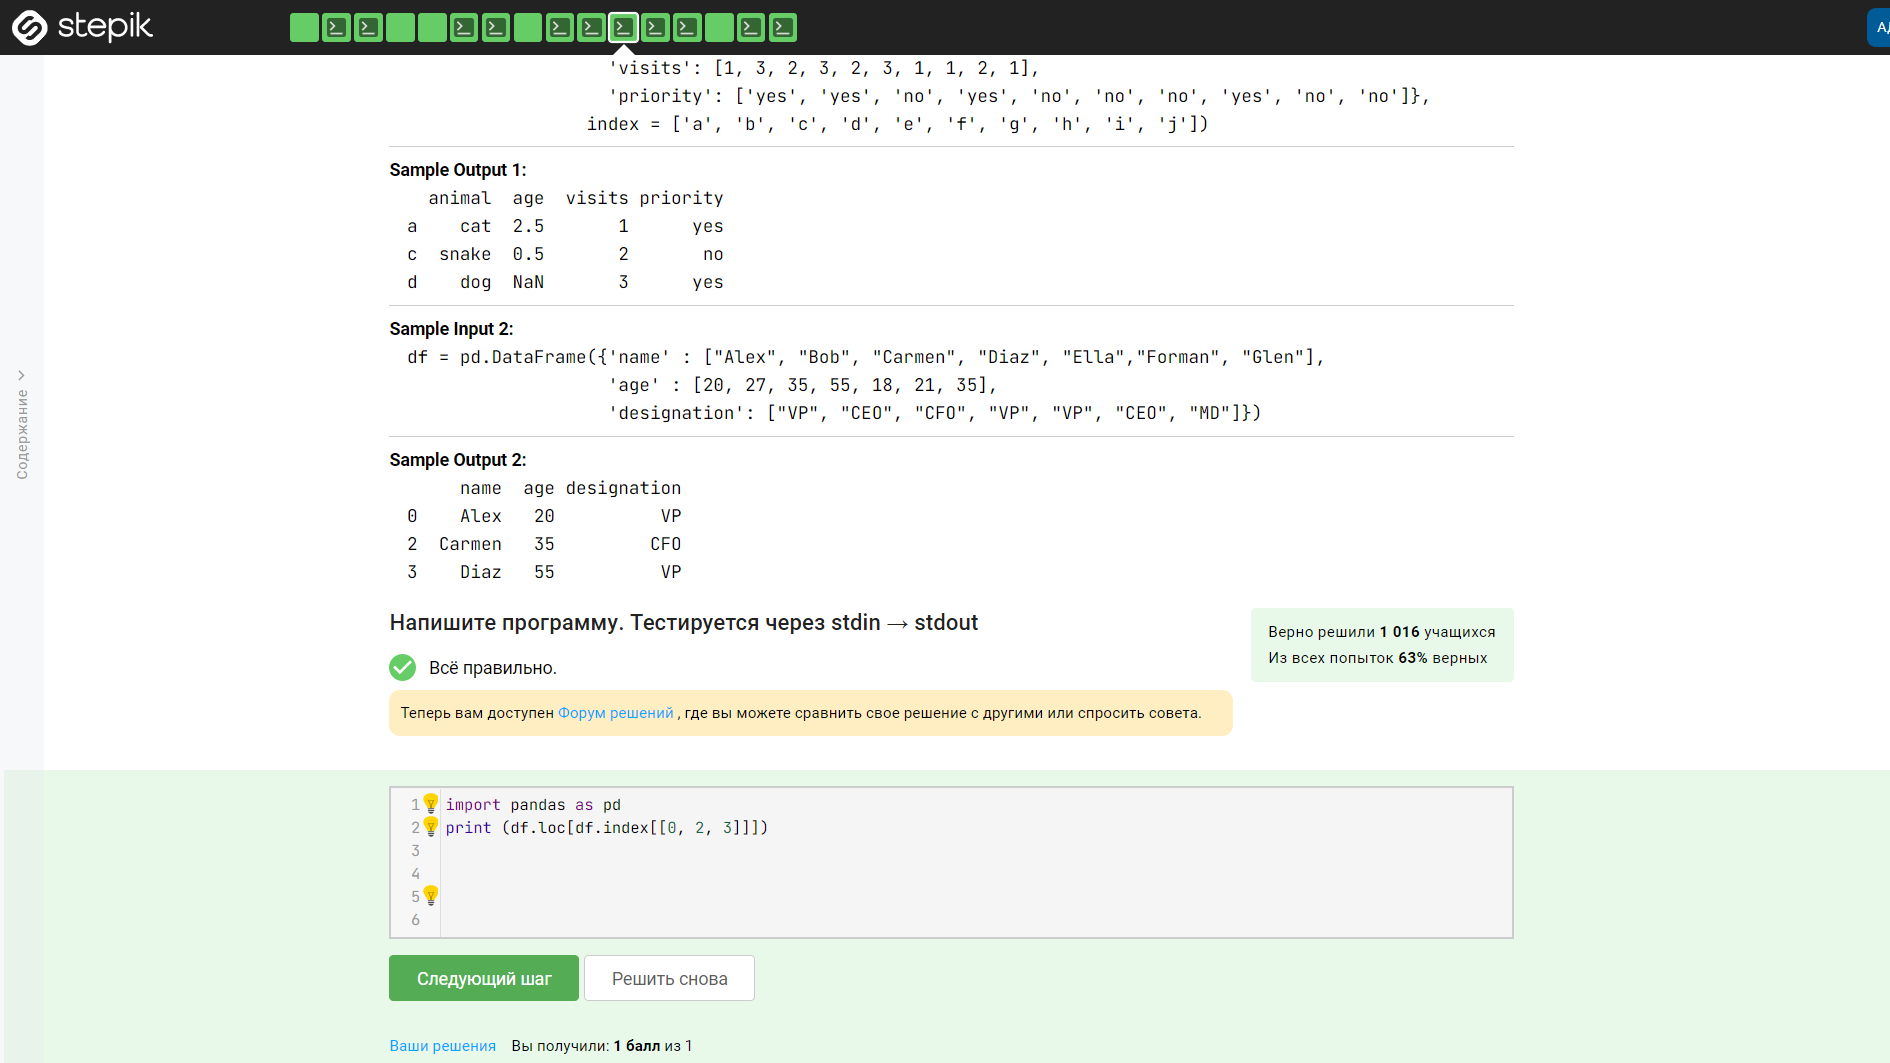 stepik
'visits': [1, 3, 2, 3, 2, 3, 1, 1, 2, 1],
'priority': ['yes', 'yes', 'no', 'yes', 'no', 'no', 'no', 'yes', 'no', 'no']},
index = ['a', 'b', 'c', 'd', 'e', 'f', 'g', 'h', 'i', 'j'])
Sample Output 1:
animal age visits priority
a cat 2.5 1 yes
c snake 0.5 2 no
d dog NaN 3 yes
Sample Input 2:
df = pd.DataFrame({'name' : ["Alex", "Bob", "Carmen", "Diaz", "Ella","Forman", "Glen"],
'age' : [20, 27, 35, 55, 18, 21, 35],
'designation': ["VP", "CEO", "CFO", "VP", "VP", "CEO", "MD"]})
Содержание
Sample Output 2:
name age designation
0 Alex 20 VP
2 Carmen 35 CFO
3 Diaz 55 VP
Напишите программу. Тестируется через stdin → stdout
Верно решили 1 016 учащихся
Из всех попыток 63% верных
Всё правильно.
Теперь вам доступен Форум решений , где вы можете сравнить свое решение с другими или спросить совета.
1 import pandas as pd
2 print (df.loc[df.index[[0, 2, 3]]])
3
4
5
6
Следующий шаг Решить снова
Ваши решения Вы получили: 1 балл из 1